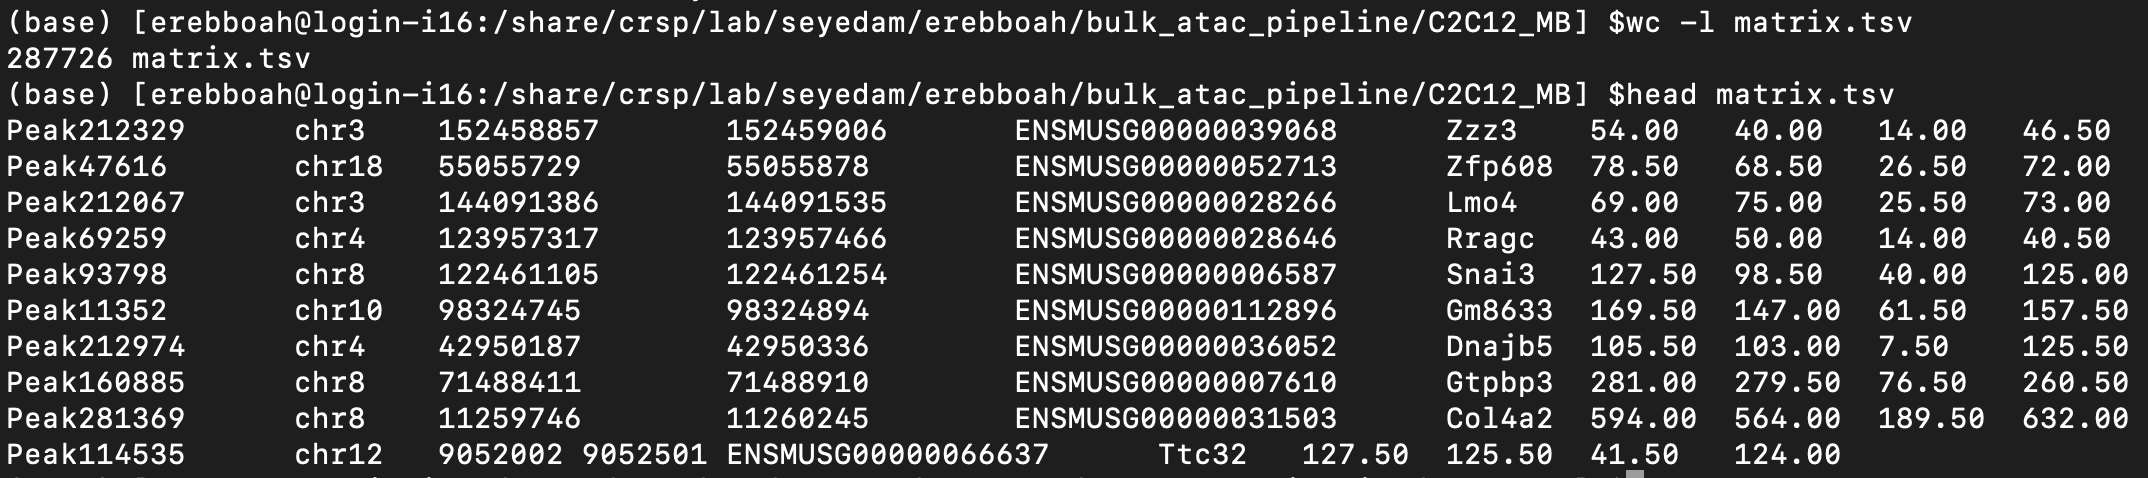 (base) [erebboah@login-i16:/share/crsp/lab/seyedam/erebboah/bulk_atac_pipeline/C2C12_MB] $wc -l matrix.tsv
287726 matrix.tsv
(base) [erebboah@login-i16:/share/crsp/lab/seyedam/erebboah/bulk_atac_pipeline/C2C12_MB] $head matrix.tsv
Peak212329 chr3 152458857 152459006 ENSMUSG00000039068 Zzz3 54.00 40.00 14.00 46.50
Peak47616 chr18 55055729 55055878 ENSMUSG00000052713 Zfp608 78.50 68.50 26.50 72.00
Peak212067 chr3 144091386 144091535 ENSMUSG00000028266 Lmo4 69.00 75.00 25.50 73.00
Peak69259 chr4 123957317 123957466 ENSMUSG00000028646 Rragc 43.00 50.00 14.00 40.50
Peak93798 chr8 122461105 122461254 ENSMUSG00000006587 Snai3 127.50 98.50 40.00 125.00
Peak11352 chr10 98324745 98324894 ENSMUSG00000112896 Gm8633 169.50 147.00 61.50 157.50
Peak212974 chr4 42950187 42950336 ENSMUSG00000036052 Dnajb5 105.50 103.00 7.50 125.50
Peak160885 chr8 71488411 71488910 ENSMUSG00000007610 Gtpbp3 281.00 279.50 76.50 260.50
Peak281369 chr8 11259746 11260245 ENSMUSG00000031503 Col4a2 594.00 564.00 189.50 632.00
Peak114535 chr12 9052002 9052501 ENSMUSG00000066637 Ttc32 127.50 125.50 41.50 124.00